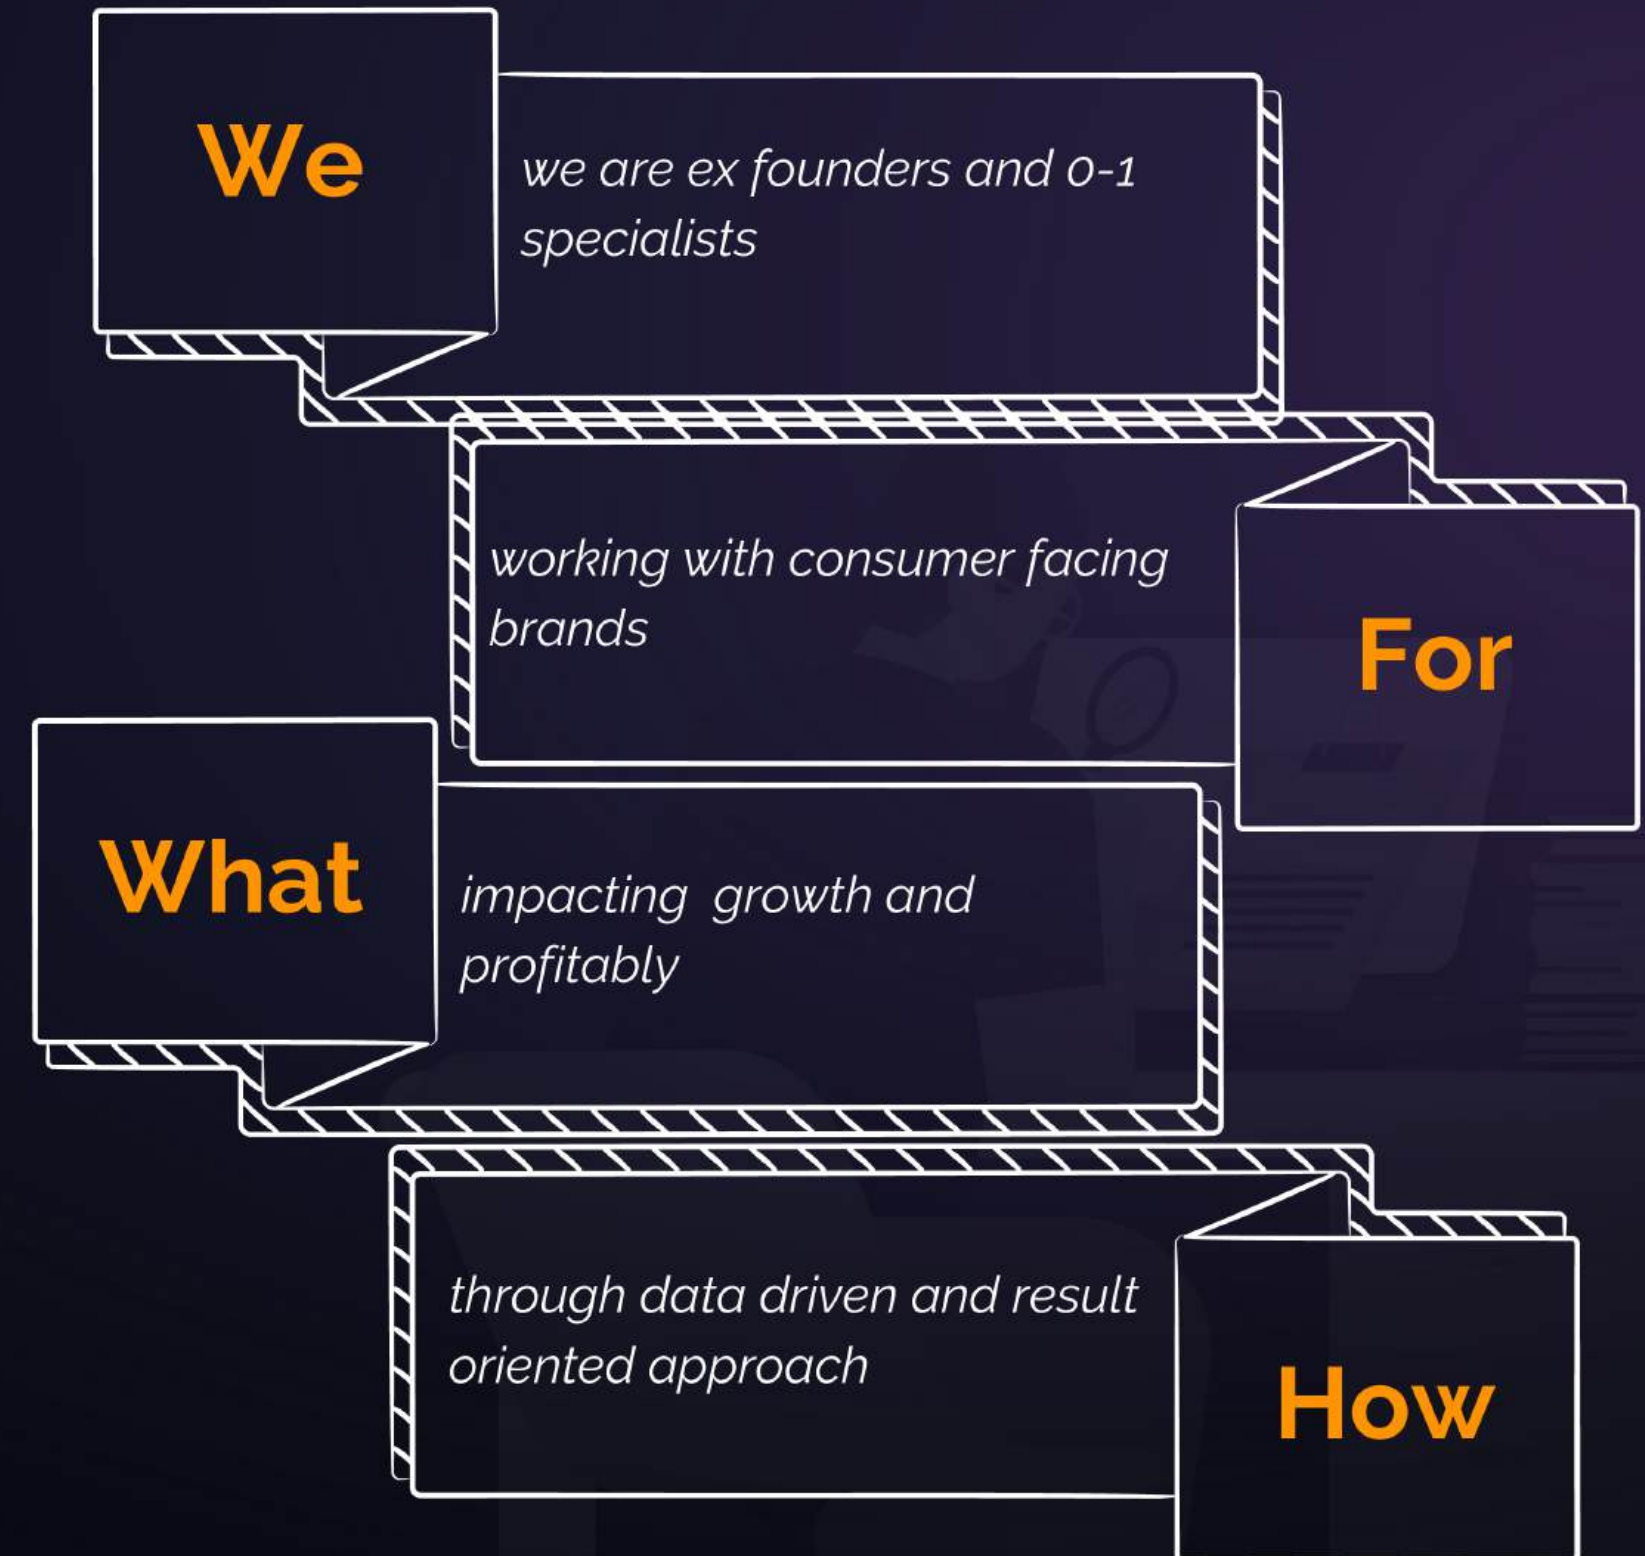 We
we are ex founders and 0-1
specialists
working with consumer facing
brands
For
What
impacting  growth and
profitably
through data driven and result
oriented approach
How